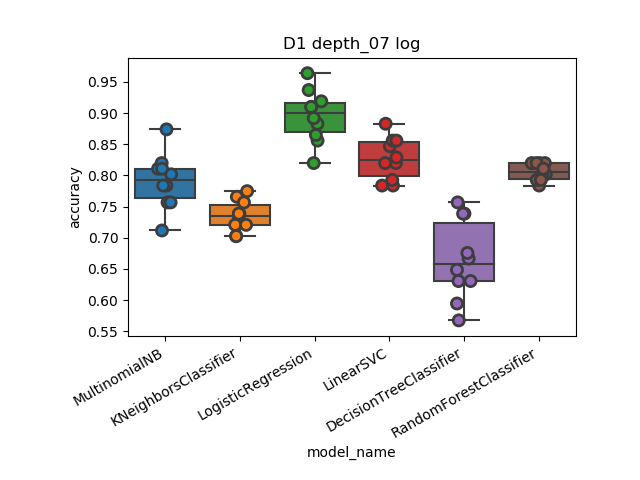 D1 depth_07 log
accuracy
0.95
0.90
0.85
0.80
0.75
0.70
0.65
0.60
0.55
MultinomialNB
KNeighborsClassifier
LogisticRegression
LinearSVC
DecisionTreeClassifier
RandomForestClassifier
model_name